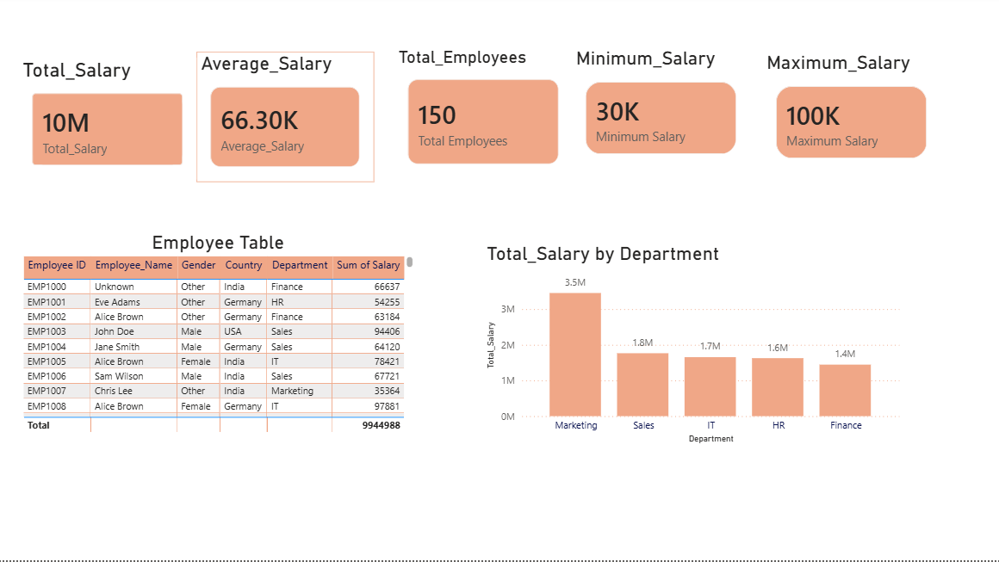 Total_Salary
Average_Salary
Total_Employees
Minimum_Salary
Maximum_Salary
10M
Total_Salary
66.30K
Average_Salary
150
Total Employees
30K
Minimum Salary
100K
Maximum Salary
Employee Table
Employee ID Employee_Name Gender Country Department Sum of Salary
EMP1000 Unknown Other India Finance 66637
EMP1001 Eve Adams Other Germany HR 54255
EMP1002 Alice Brown Other Germany Finance 63184
EMP1003 John Doe Male USA Sales 94406
EMP1004 Jane Smith Male Germany Sales 64120
EMP1005 Alice Brown Female India IT 78421
EMP1006 Sam Wilson Male India Sales 67721
EMP1007 Chris Lee Other India Marketing 35364
EMP1008 Alice Brown Female Germany IT 97881
Total 9944988
Total_Salary by Department
Total_Salary
3M
2M
1M
0M
3.5M
1.8M
1.7M
1.6M
1.4M
Marketing Sales IT HR Finance
Department